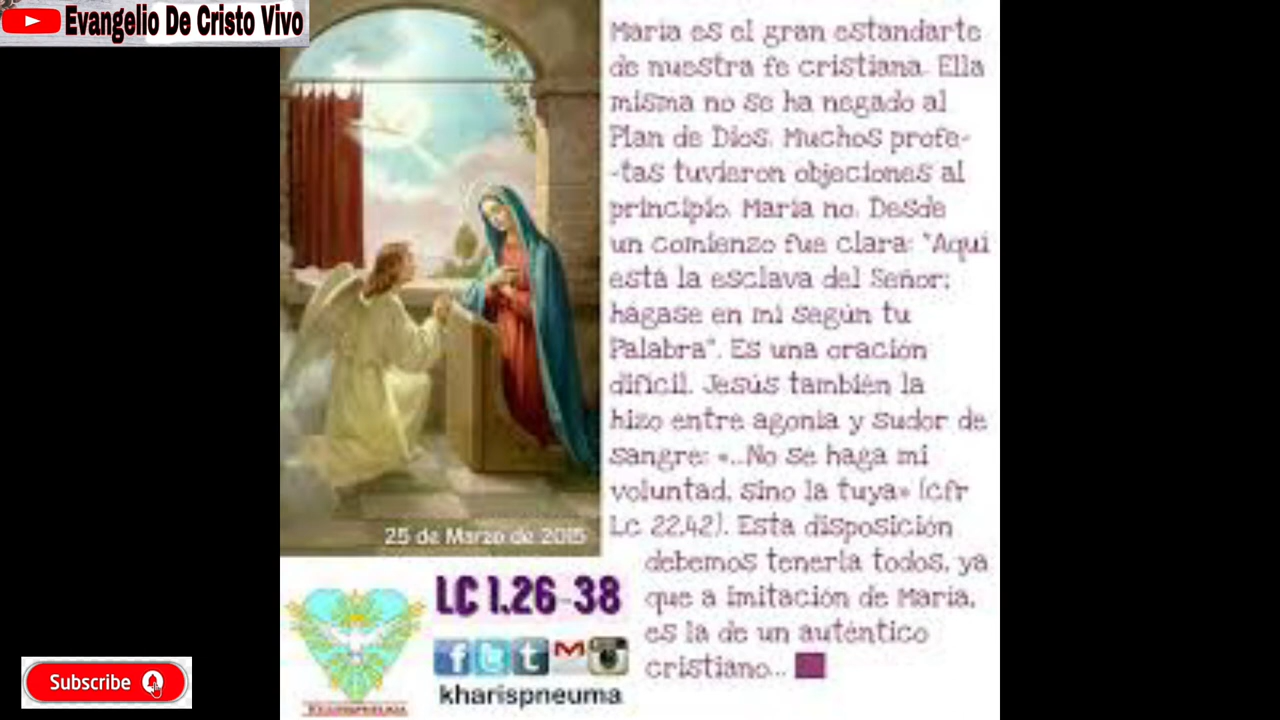 Evangelio De Cristo Vivo
María es el gran estandarte
de nuestra fe cristiana. Ella
misma no se ha negado al
Plan de Dios. Muchos profe-
-tas tuvieron objeciones al
principio. María no. Desde
un comienzo fue clara: "Aquí
está la esclava del Señor;
hágase en mí según tu
Palabra". Es una oración
difícil. Jesús también la
hizo entre agonía y sudor de
sangre: «...No se haga mi
voluntad, sino la tuya» (cfr
Lc 22,42). Esta disposición
debemos tenerla todos, ya
que a imitación de María,
es la de un auténtico
cristiano...
25 de Marzo de 2015
LC 1,26-38
kharispneuma
KHARISPNEUMA
Subscribe